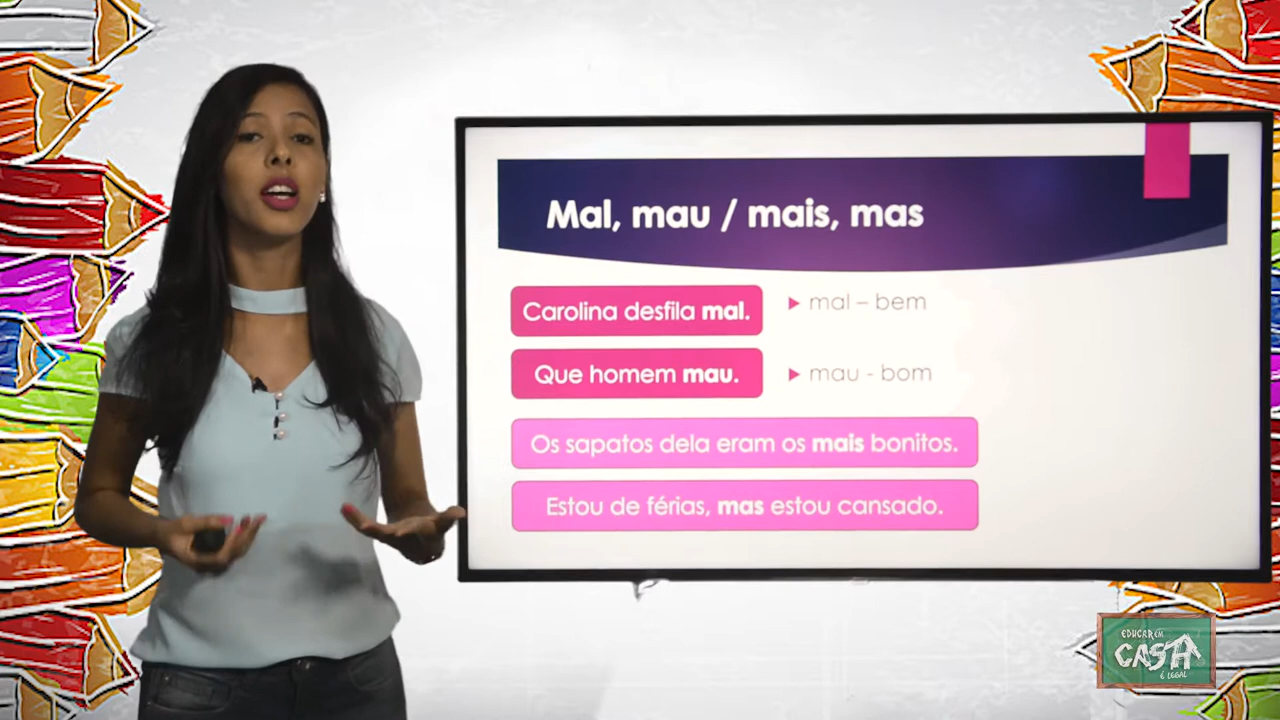 Mal, mau / mais, mas
Carolina desfila mal.
mal – bem
Que homem mau.
mau - bom
Os sapatos dela eram os mais bonitos.
Estou de férias, mas estou cansado.
EDUCAR EM
CASA
É LEGAL